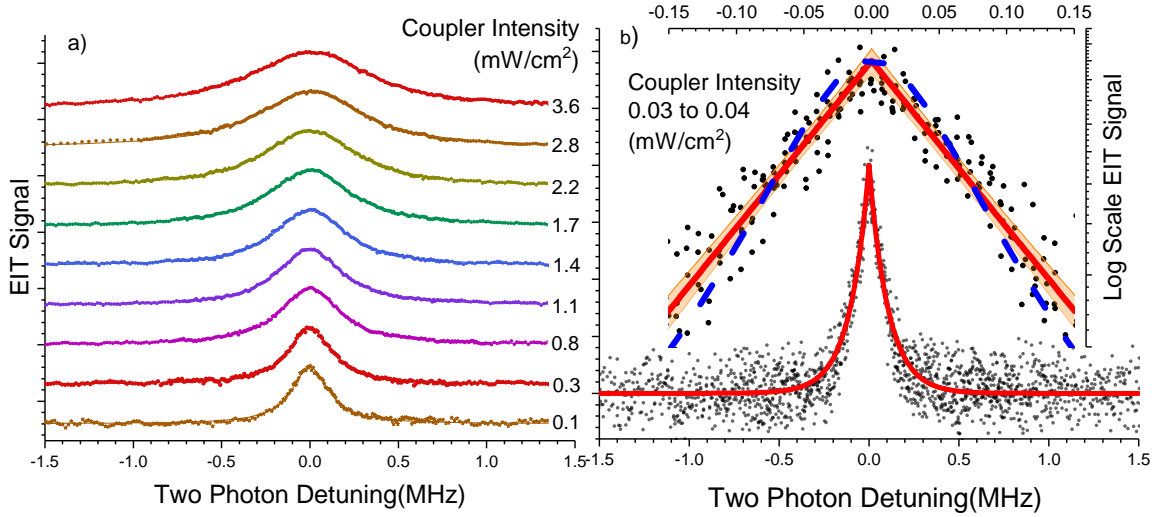 a)
Coupler Intensity
(mW/cm2)
3.6
2.8
2.2
1.7
1.4
1.1
0.8
0.3
0.1
EIT Signal
-1.5 -1.0 -0.5 0.0 0.5 1.0 1.5
Two Photon Detuning(MHz)
-0.15 -0.10 -0.05 0.00 0.05 0.10 0.15
b)
Coupler Intensity
0.03 to 0.04
(mW/cm2)
Log Scale EIT Signal
-1.5 -1.0 -0.5 0.0 0.5 1.0 1.5
Two Photon Detuning(MHz)